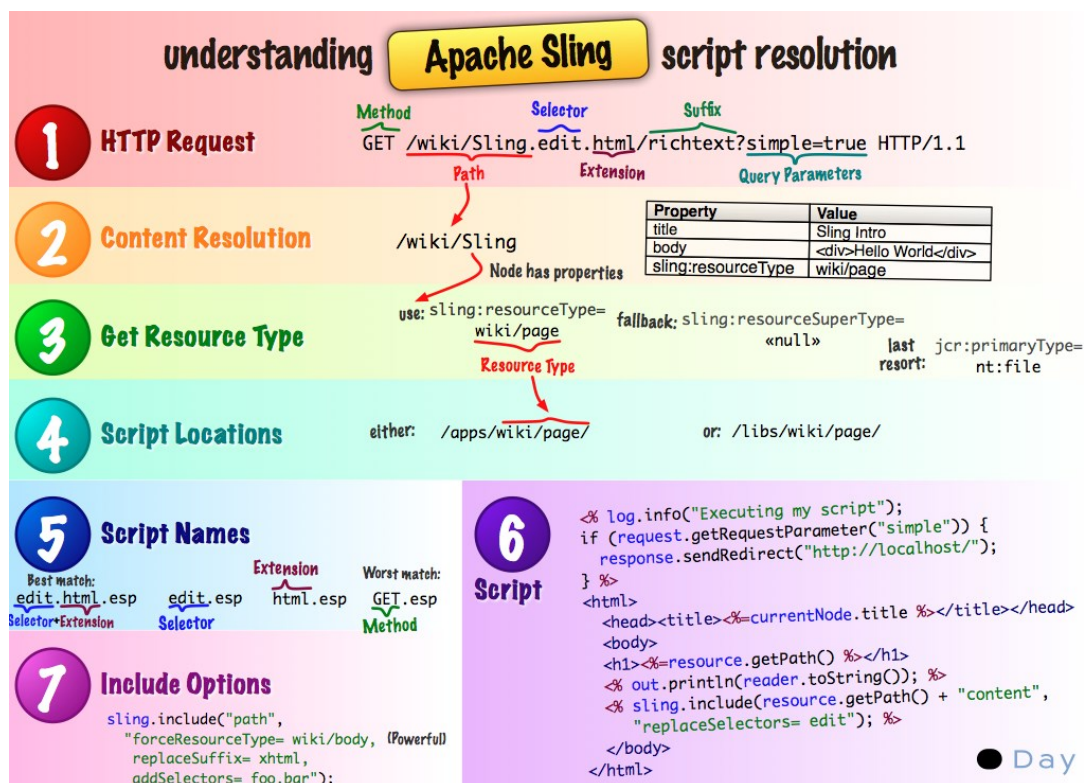 understanding Apache Sling script resolution
1 HTTP Request
Method Selector Suffix
GET /wiki/Sling.edit.html/richtext?simple=true HTTP/1.1
Path Extension Query Parameters
2 Content Resolution
/wiki/Sling
Node has properties
Property Value
title Sling Intro
body <div>Hello World</div>
sling:resourceType wiki/page
3 Get Resource Type
use: sling:resourceType=
wiki/page
Resource Type
fallback: sling:resourceSuperType=
«null»
last resort: jcr:primaryType=
nt:file
4 Script Locations
either: /apps/wiki/page/ or: /libs/wiki/page/
5 Script Names
Best match: Extension Worst match:
edit.html.esp edit.esp html.esp GET.esp
Selector+Extension Selector Method
6 Script
<% log.info("Executing my script");
if (request.getRequestParameter("simple")) {
response.sendRedirect("http://localhost/");
} %>
<html>
<head><title><%=currentNode.title %></title></head>
<body>
<h1><%=resource.getPath() %></h1>
<% out.println(reader.toString()); %>
<% sling.include(resource.getPath() + "content",
"replaceSelectors= edit"); %>
</body>
</html>
7 Include Options
sling.include("path",
"forceResourceType= wiki/body, (Powerful)
replaceSuffix= xhtml,
addSelectors= foo.bar");
Day